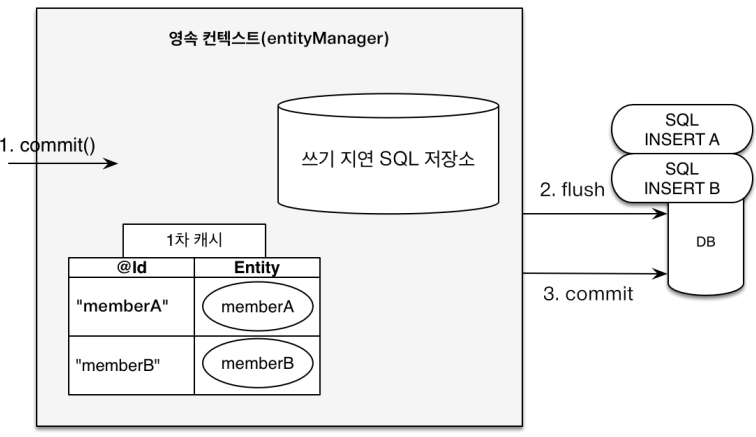 영속 컨텍스트(entityManager)
1. commit()
쓰기 지연 SQL 저장소
SQL
INSERT A
SQL
INSERT B
2. flush
DB
3. commit
1차 캐시
@Id Entity
"memberA" memberA
"memberB" memberB